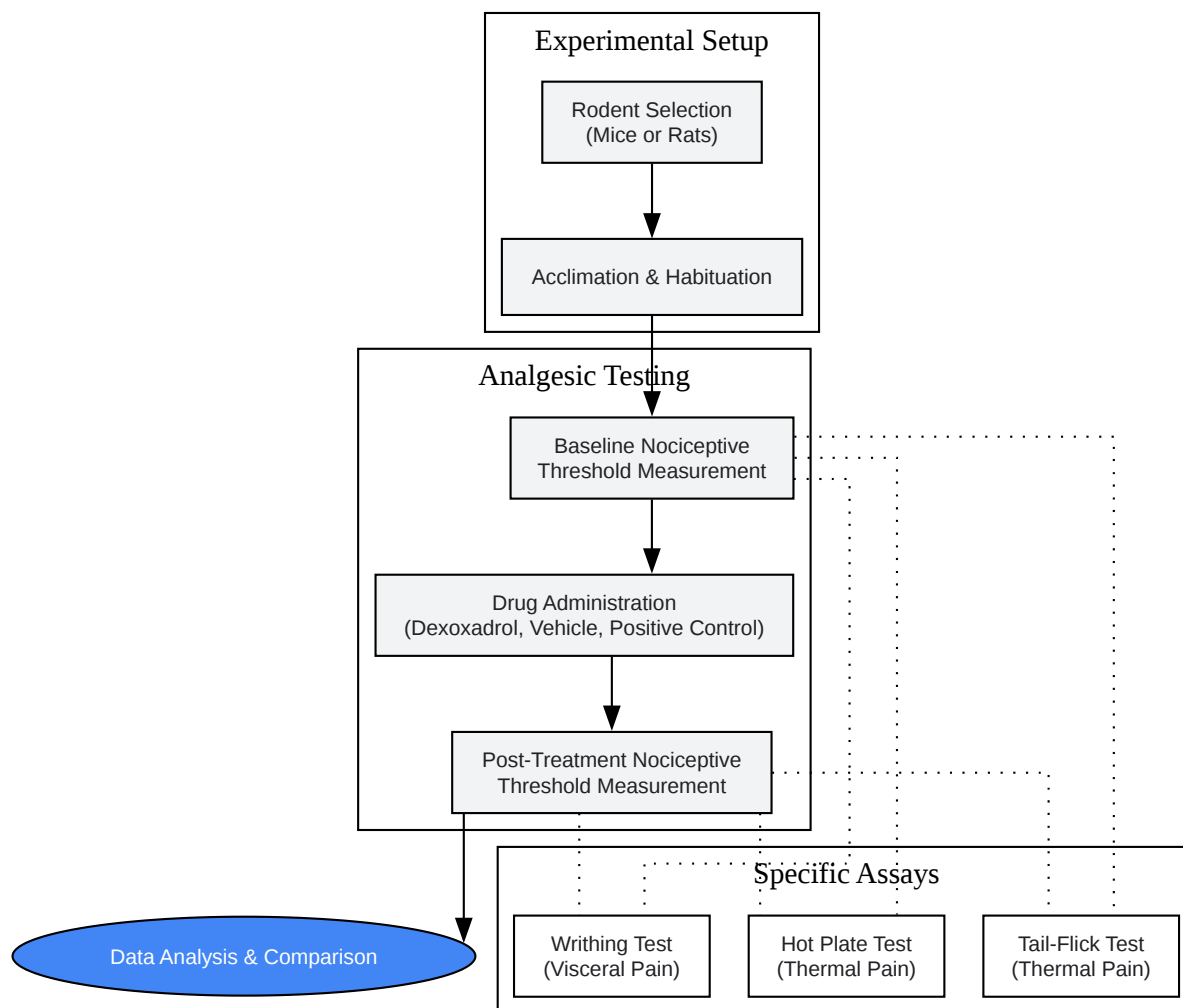 Experimental Setup
Rodent Selection
(Mice or Rats)
Acclimation & Habituation
Analgesic Testing
Baseline Nociceptive
Threshold Measurement
Drug Administration
(Dexoxadrol, Vehicle, Positive Control)
Post-Treatment Nociceptive
Threshold Measurement
Specific Assays
Data Analysis & Comparison
Writhing Test
(Visceral Pain)
Hot Plate Test
(Thermal Pain)
Tail-Flick Test
(Thermal Pain)